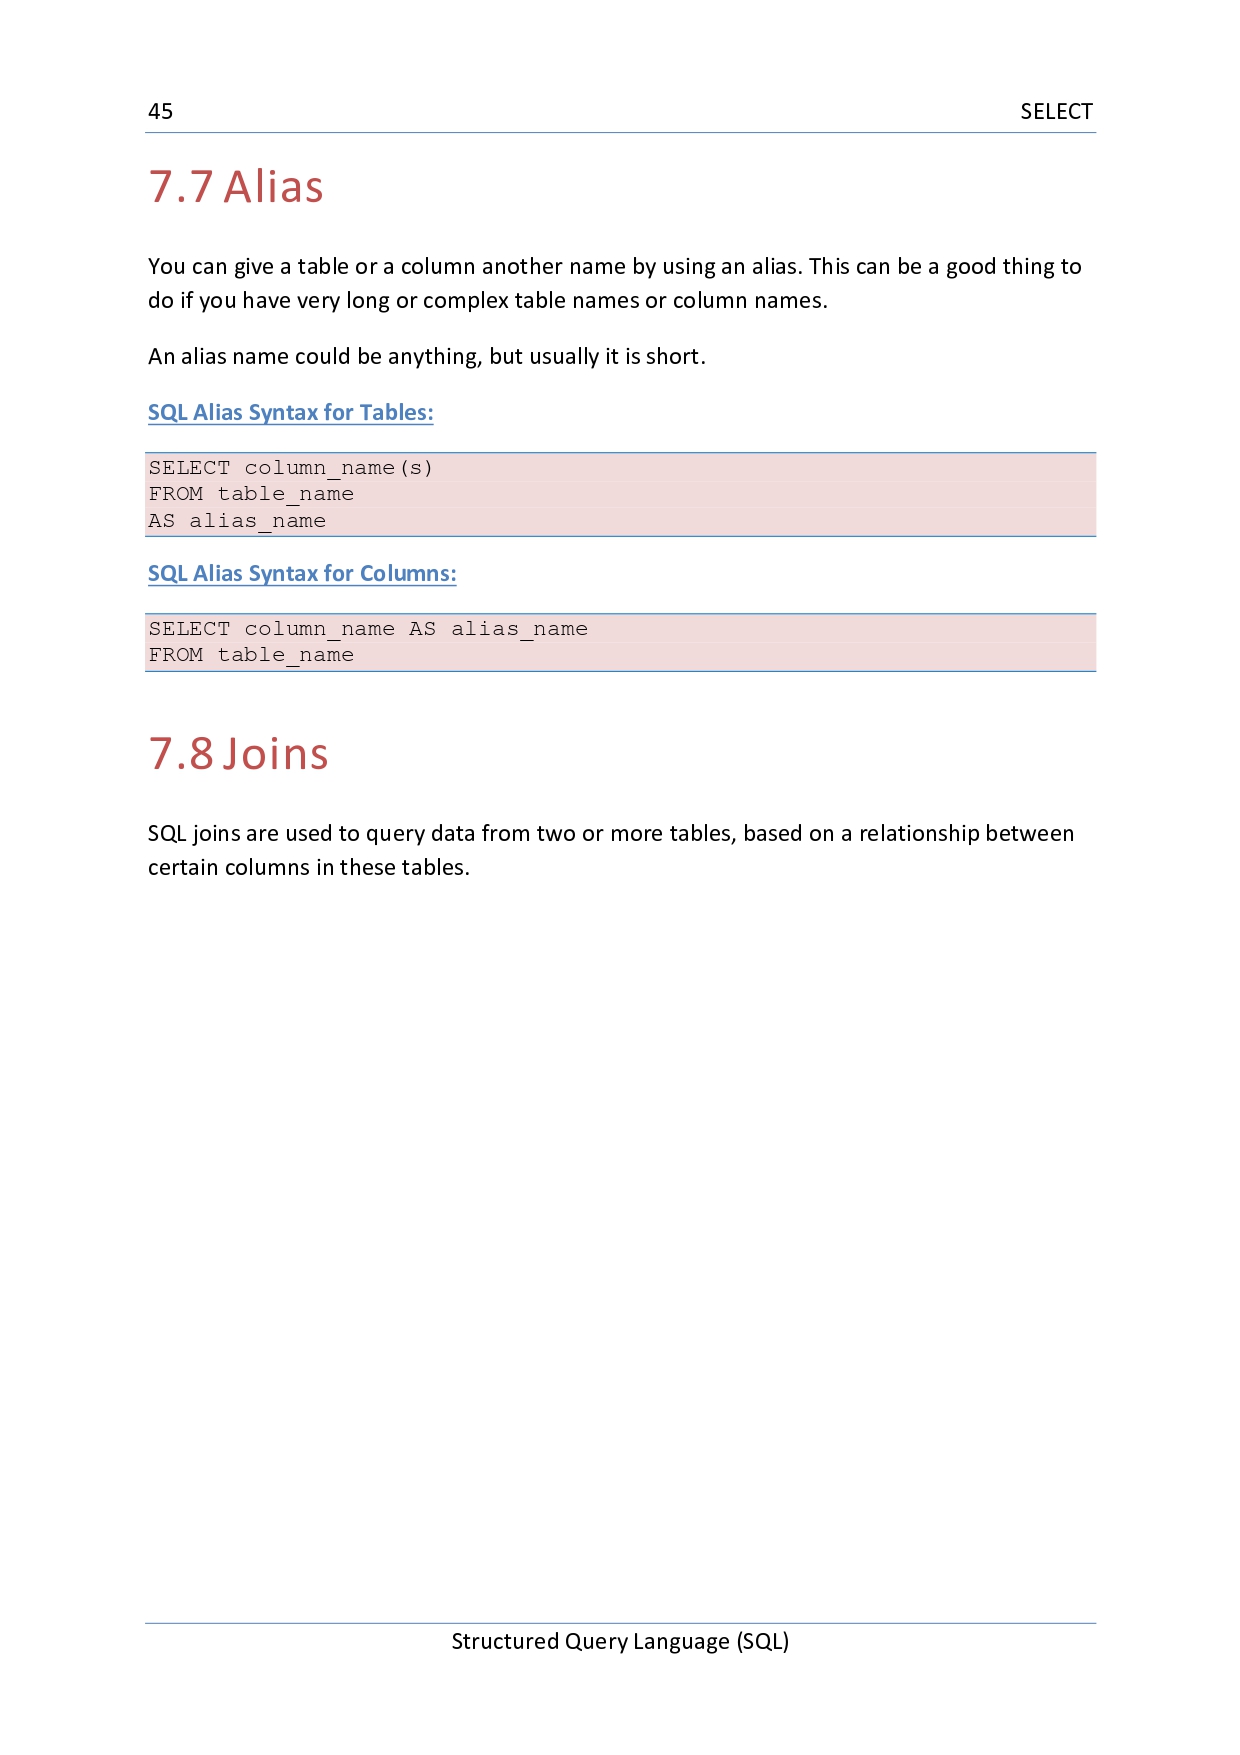 45 SELECT
7.7 Alias
You can give a table or a column another name by using an alias. This can be a good thing to
do if you have very long or complex table names or column names.
An alias name could be anything, but usually it is short.
SQL Alias Syntax for Tables:
SELECT column_name(s)
FROM table_name
AS alias_name
SQL Alias Syntax for Columns:
SELECT column_name AS alias_name
FROM table_name
7.8 Joins
SQL joins are used to query data from two or more tables, based on a relationship between
certain columns in these tables.
Structured Query Language (SQL)